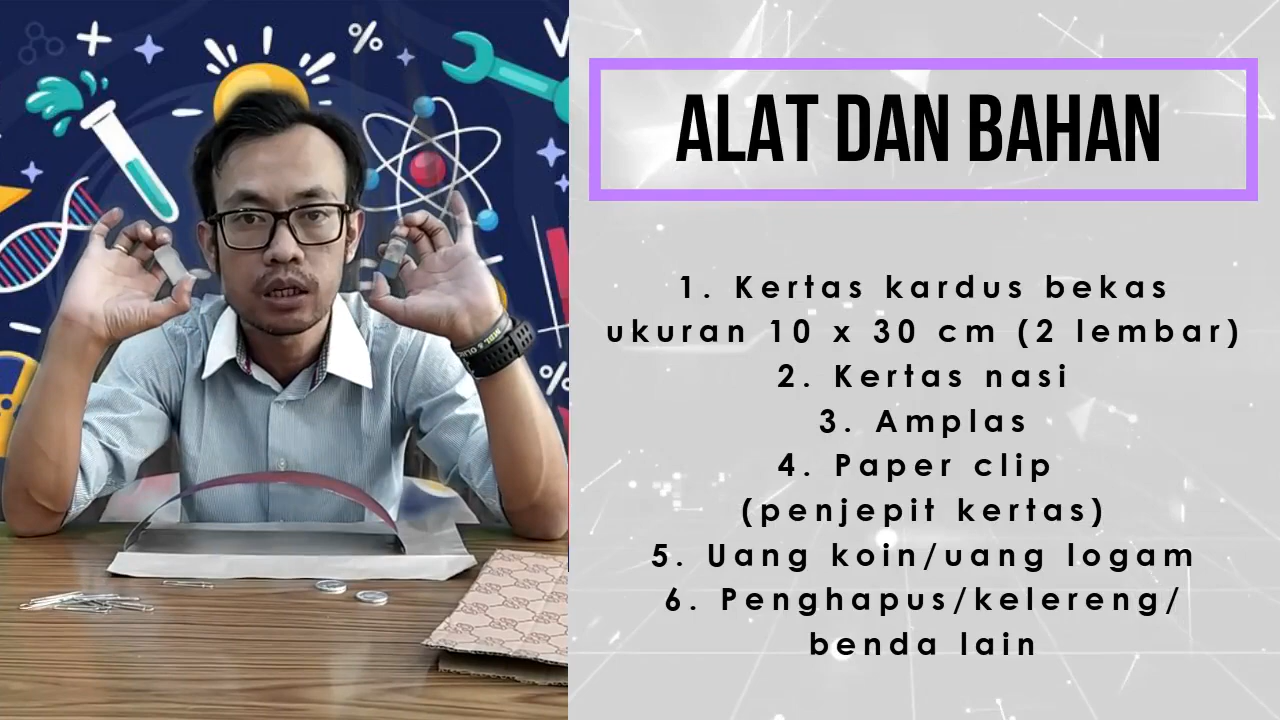 ALAT DAN BAHAN
1. Kertas kardus bekas
ukuran 10 x 30 cm (2 lembar)
2. Kertas nasi
3. Amplas
4. Paper clip
(penjepit kertas)
5. Uang koin/uang logam
6. Penghapus/kelereng/
benda lain